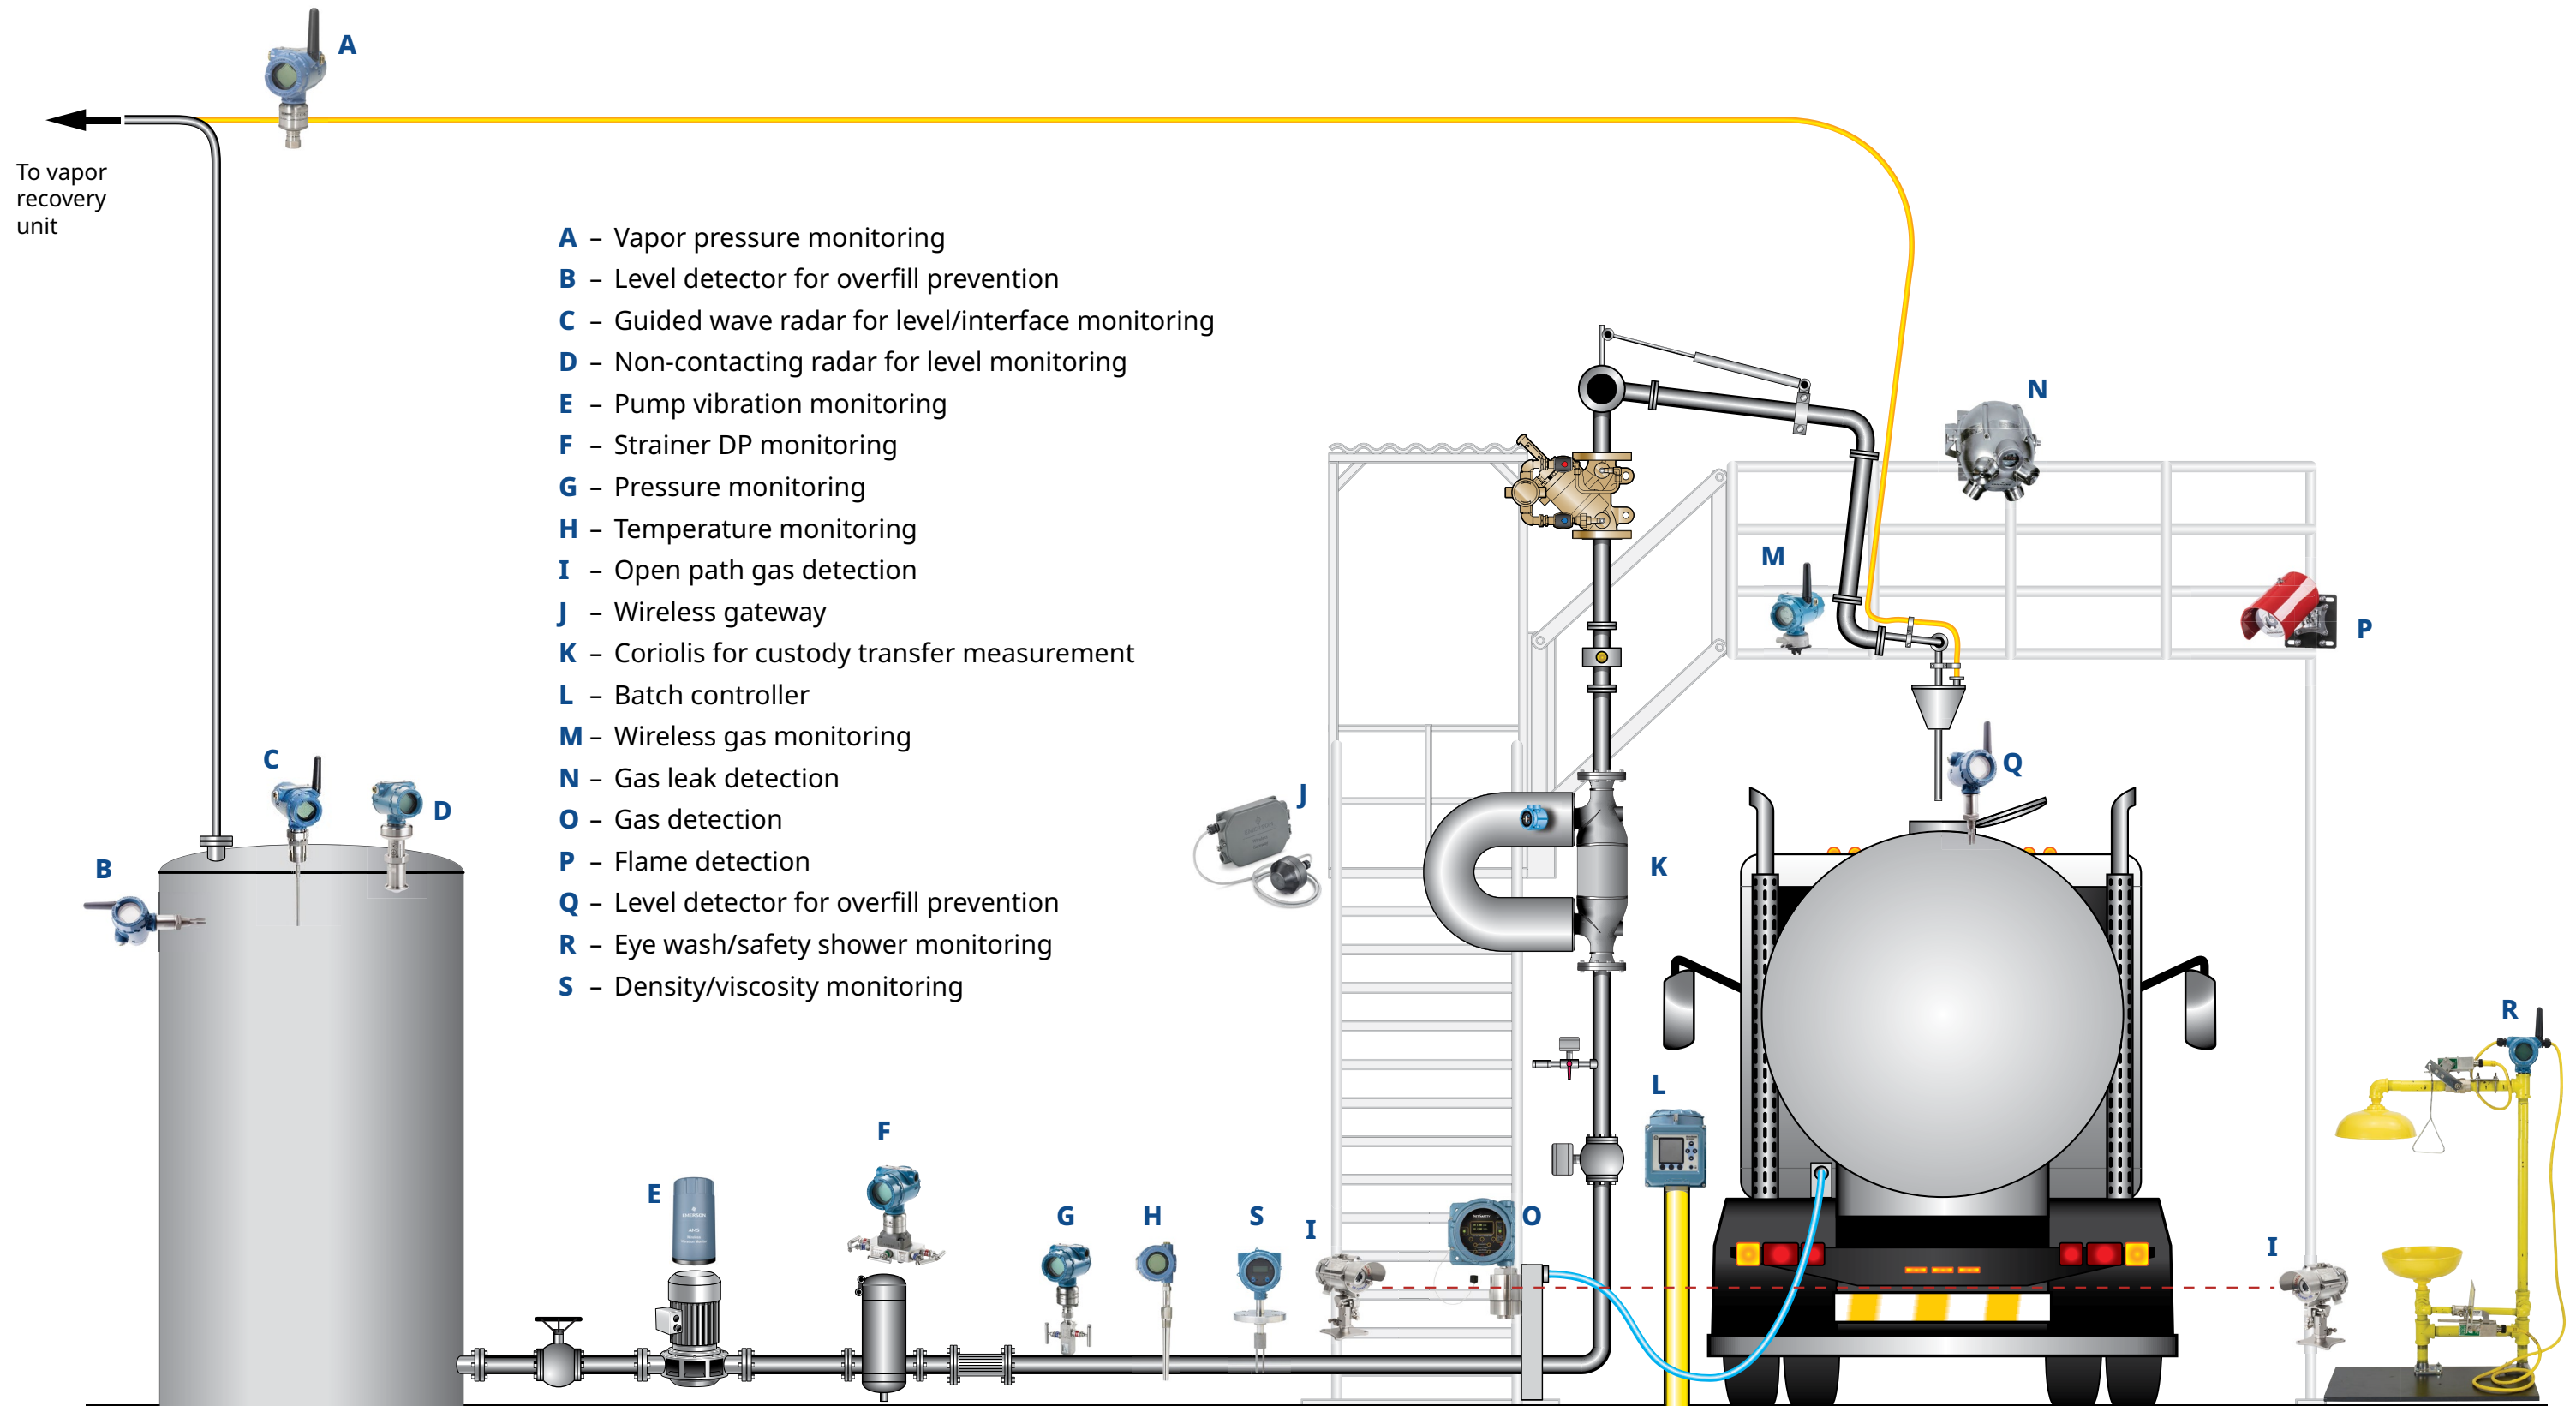 A
To vapor
recovery
unit
A – Vapor pressure monitoring
B – Level detector for overfill prevention
C – Guided wave radar for level/interface monitoring
D – Non-contacting radar for level monitoring
E – Pump vibration monitoring
F – Strainer DP monitoring
G – Pressure monitoring
H – Temperature monitoring
I – Open path gas detection
J – Wireless gateway
K – Coriolis for custody transfer measurement
L – Batch controller
M – Wireless gas monitoring
N – Gas leak detection
O – Gas detection
P – Flame detection
Q – Level detector for overfill prevention
R – Eye wash/safety shower monitoring
S – Density/viscosity monitoring
N
M
P
C
D
Q
J
B
K
R
L
F
E
EMERSON
G
H
S
I
O
I